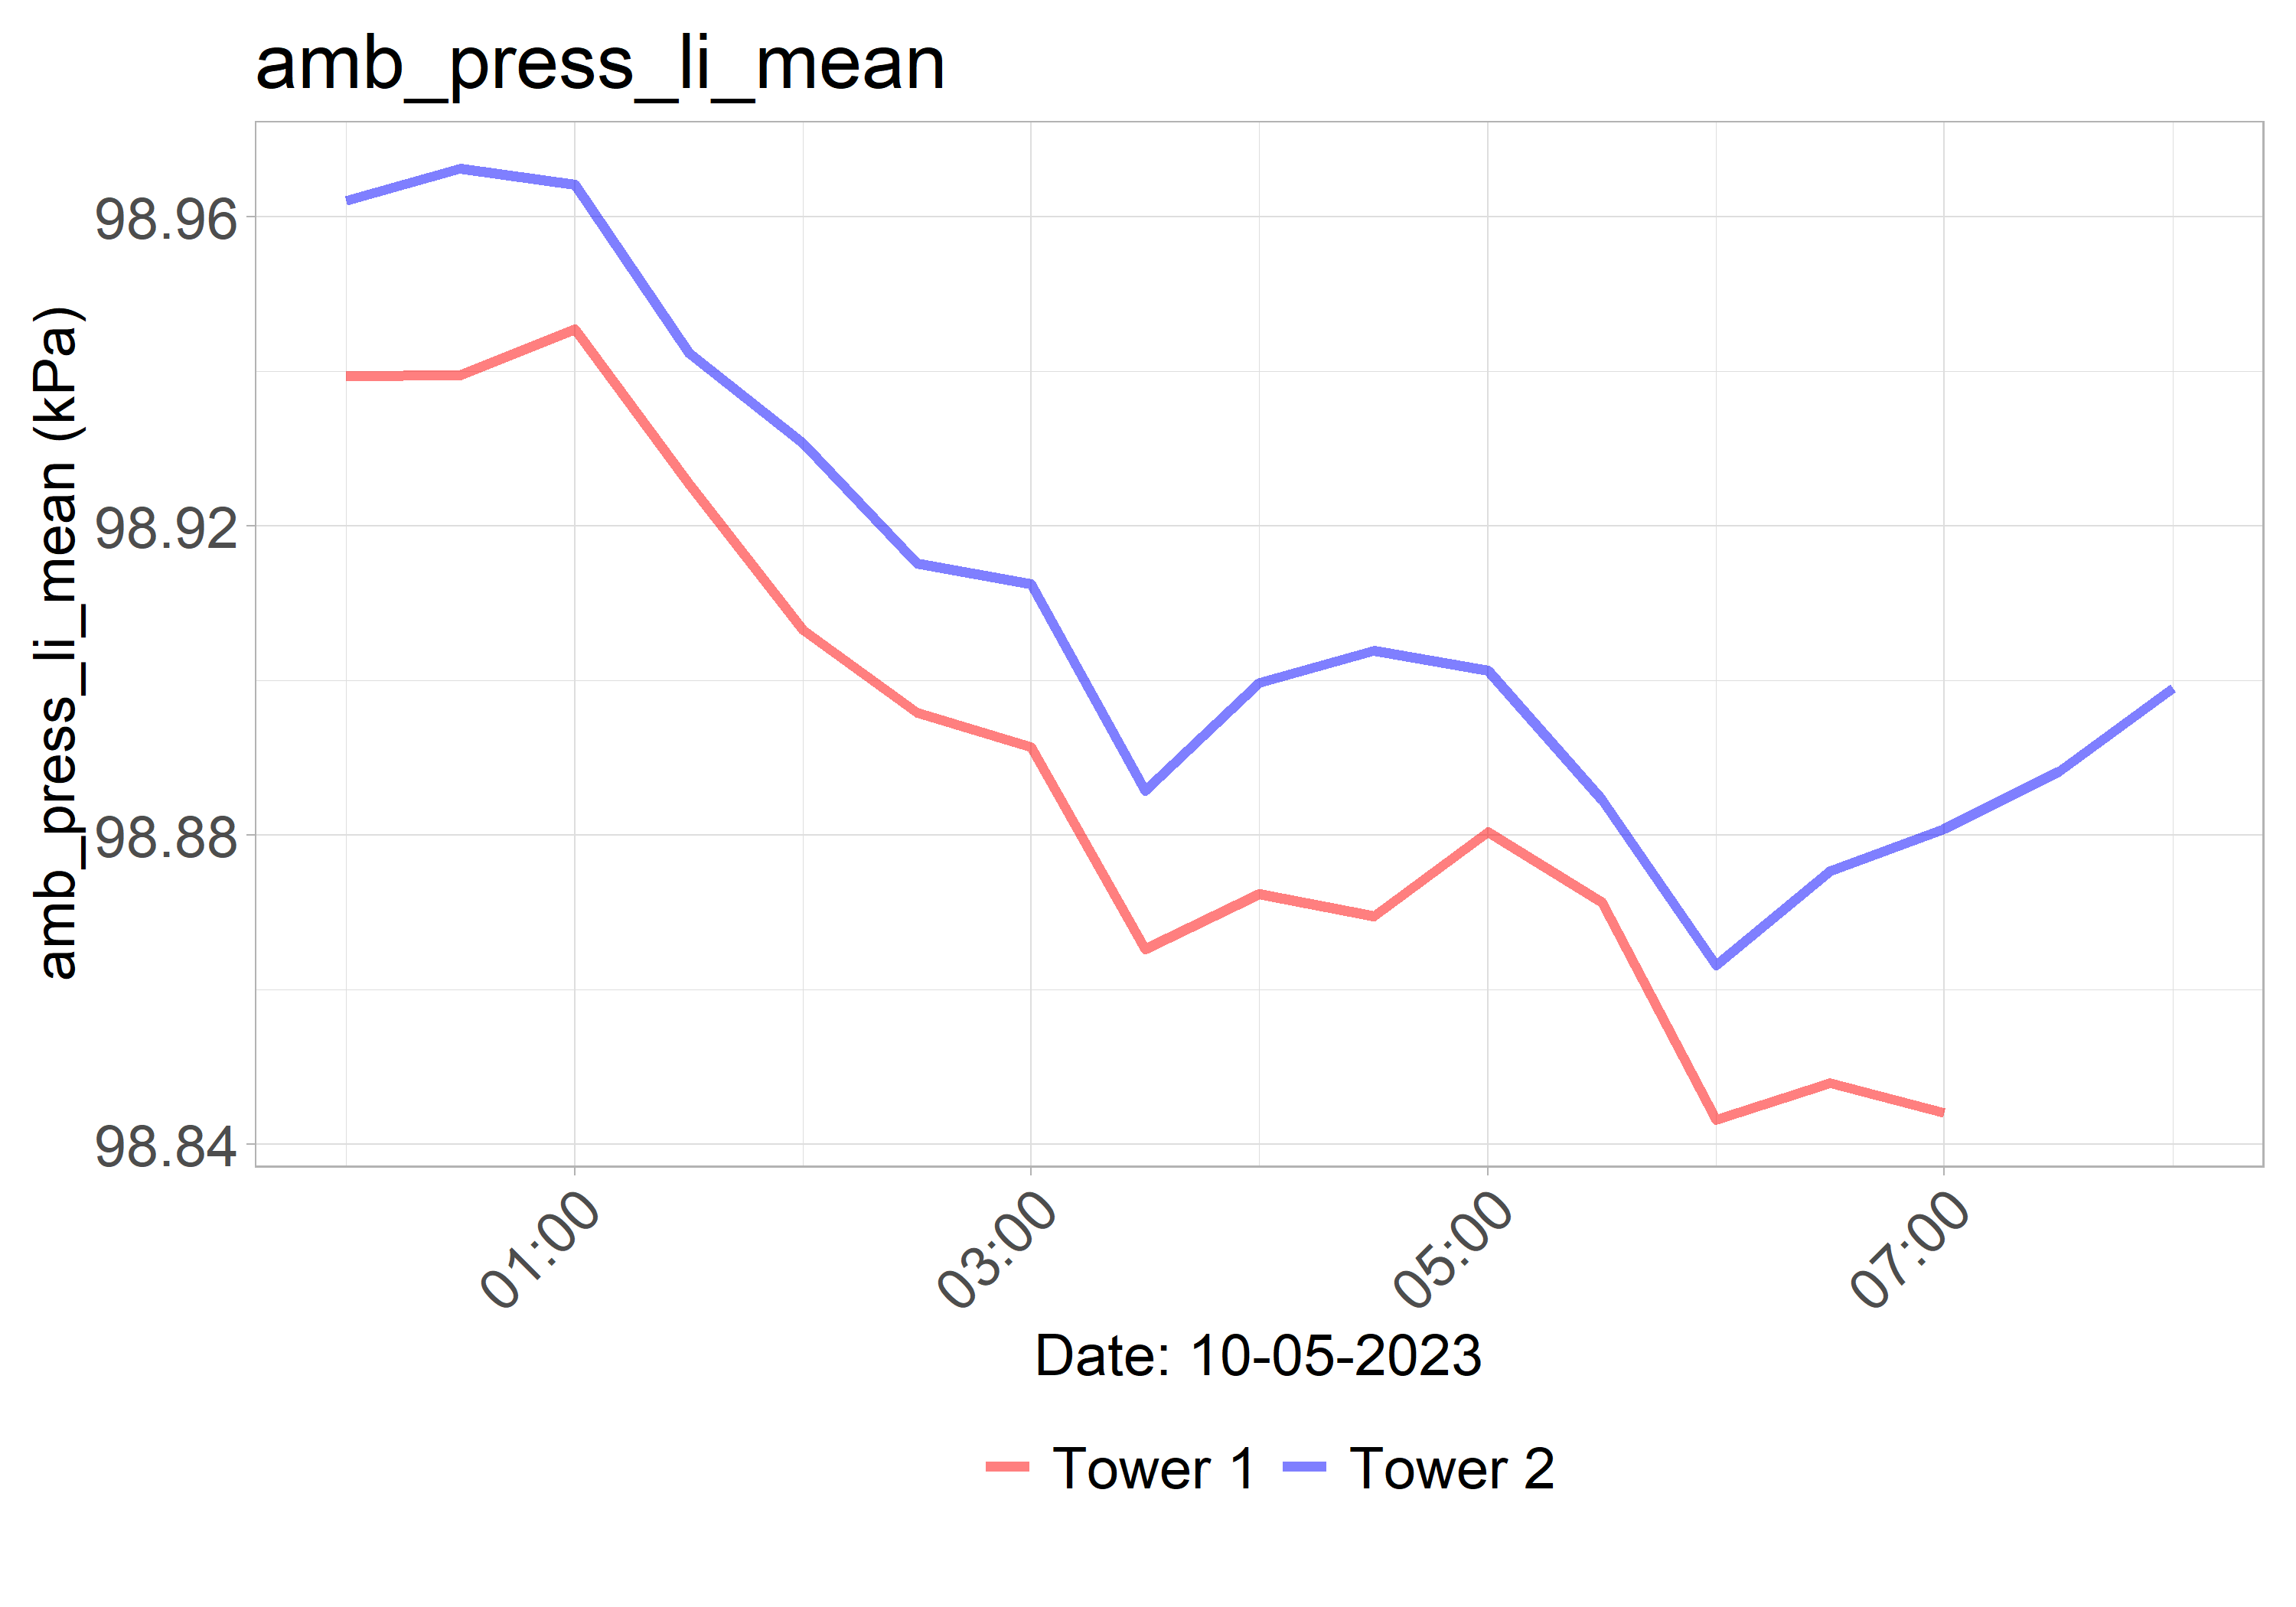 amb_press_li_mean
amb_press_li_mean (kPa)
98.96
98.92
98.88
98.84
01:00
03:00
05:00
07:00
Date: 10-05-2023
Tower 1
Tower 2